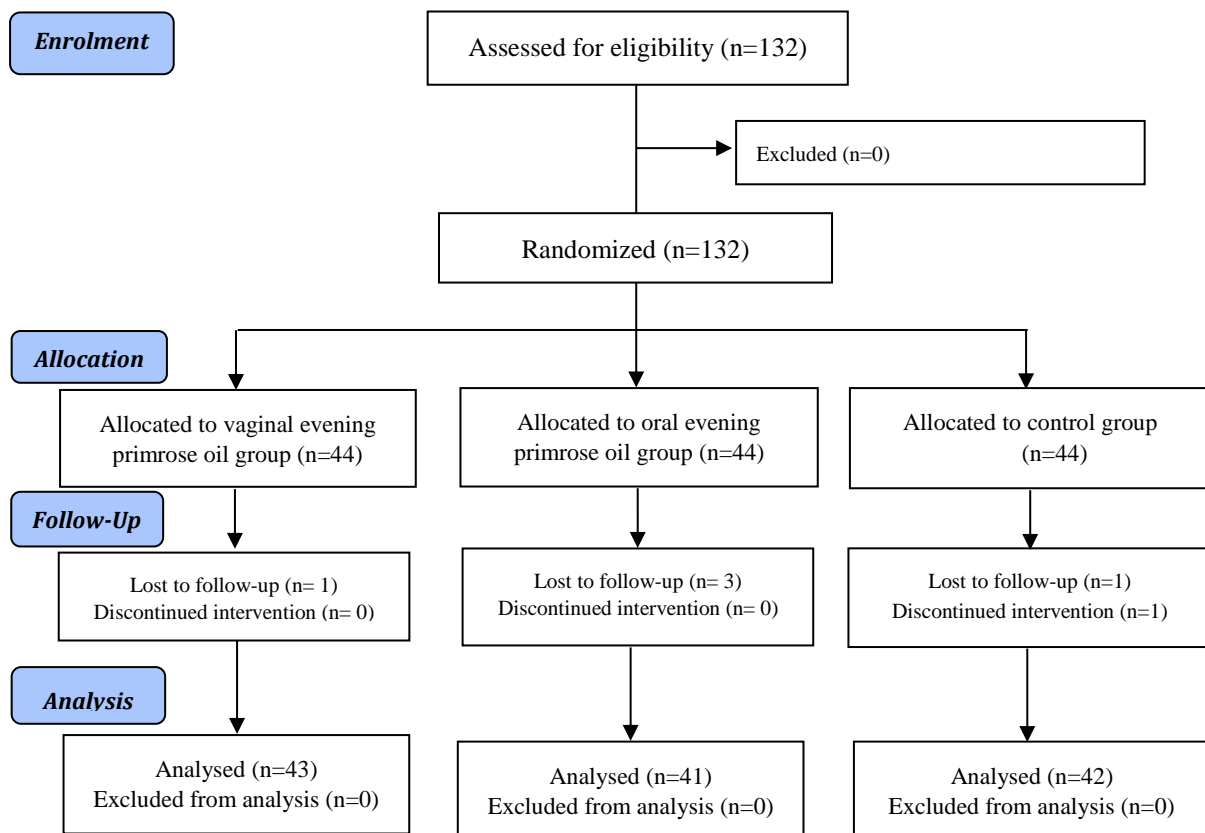 Enrolment
Assessed for eligibility (n=132)
Excluded (n=0)
Randomized (n=132)
Allocation
Allocated to vaginal evening
primrose oil group (n=44)
Allocated to oral evening
primrose oil group (n=44)
Allocated to control group
(n=44)
Follow-Up
Lost to follow-up (n= 1)
Discontinued intervention (n= 0)
Lost to follow-up (n= 3)
Discontinued intervention (n= 0)
Lost to follow-up (n=1)
Discontinued intervention (n=1)
Analysis
Analysed (n=43)
Excluded from analysis (n=0)
Analysed (n=41)
Excluded from analysis (n=0)
Analysed (n=42)
Excluded from analysis (n=0)